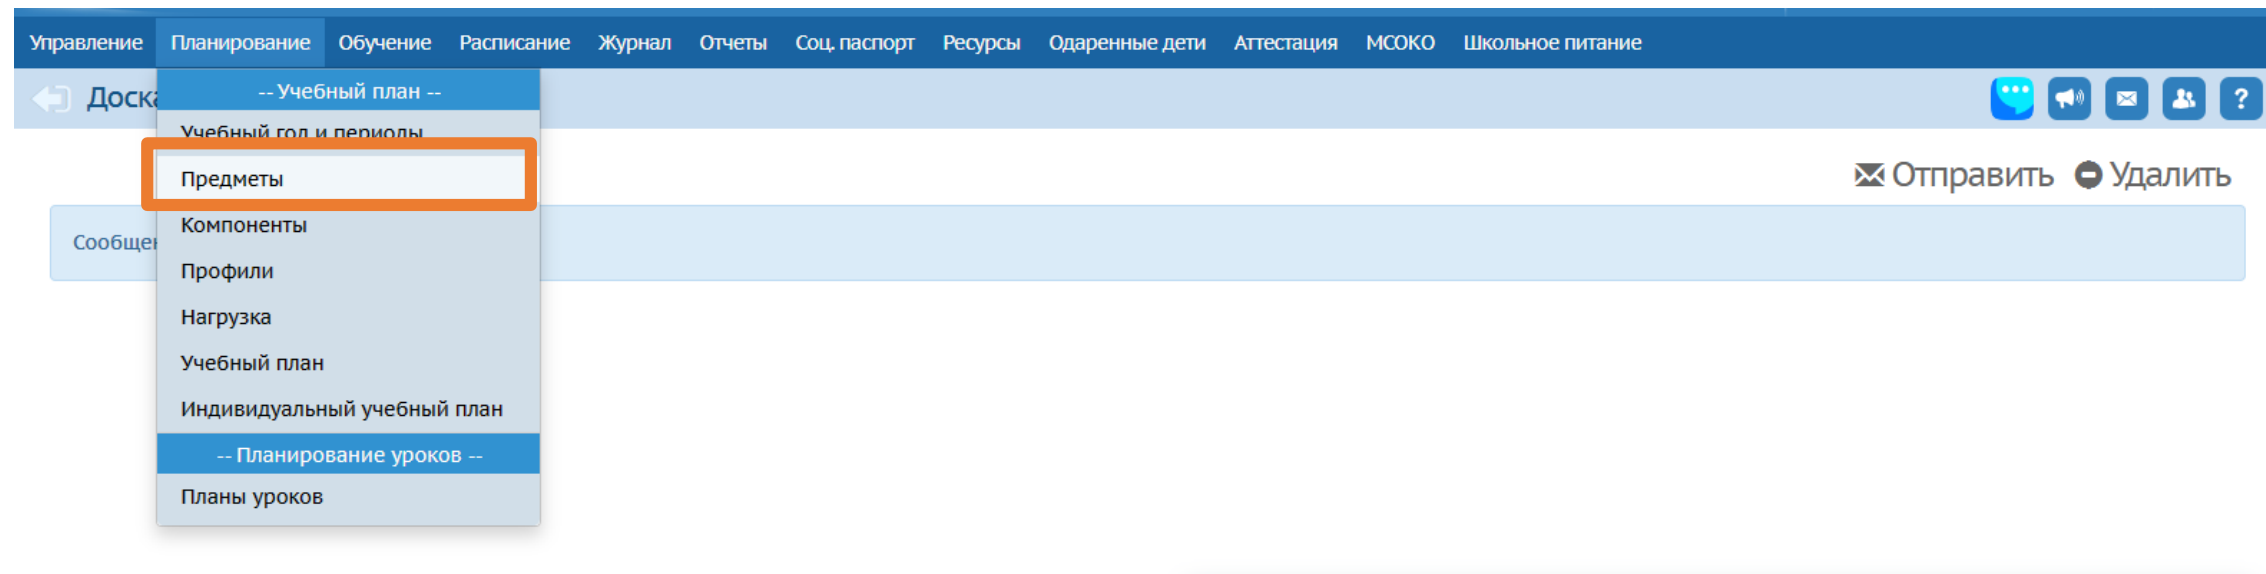 Управление Планирование Обучение Расписание Журнал Отчеты Соц. паспорт Ресурсы Одаренные дети Аттестация МСОКО Школьное питание
-- Учебный план --
Учебный год и периоды
Предметы
Отправить Удалить
Компоненты
Профили
Нагрузка
Учебный план
Индивидуальный учебный план
-- Планирование уроков --
Планы уроков